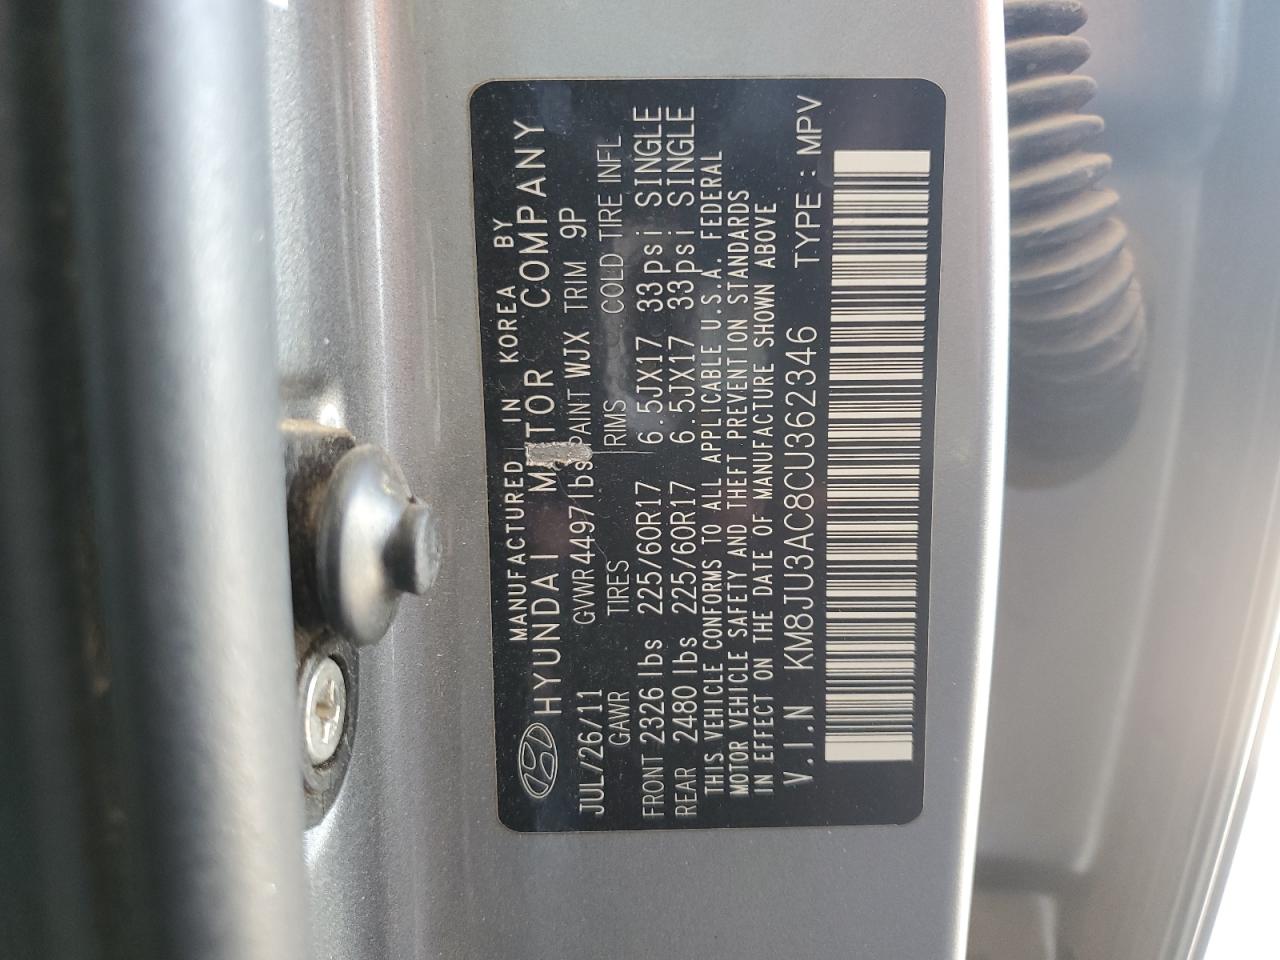 MANUFACTURED IN KOREA BY
HYUNDAI MOTOR COMPANY
JUL/26/11 GVWR 4497lbs PAINT WJX TRIM 9P
GAWR TIRES RIMS COLD TIRE INFL
FRONT 2326 lbs 225/60R17 6.5JX17 33psi SINGLE
REAR 2480 lbs 225/60R17 6.5JX17 33psi SINGLE
THIS VEHICLE CONFORMS TO ALL APPLICABLE U.S.A. FEDERAL
MOTOR VEHICLE SAFETY AND THEFT PREVENTION STANDARDS
IN EFFECT ON THE DATE OF MANUFACTURE SHOWN ABOVE
V.I.N KM8JU3AC8CU362346 TYPE : MPV